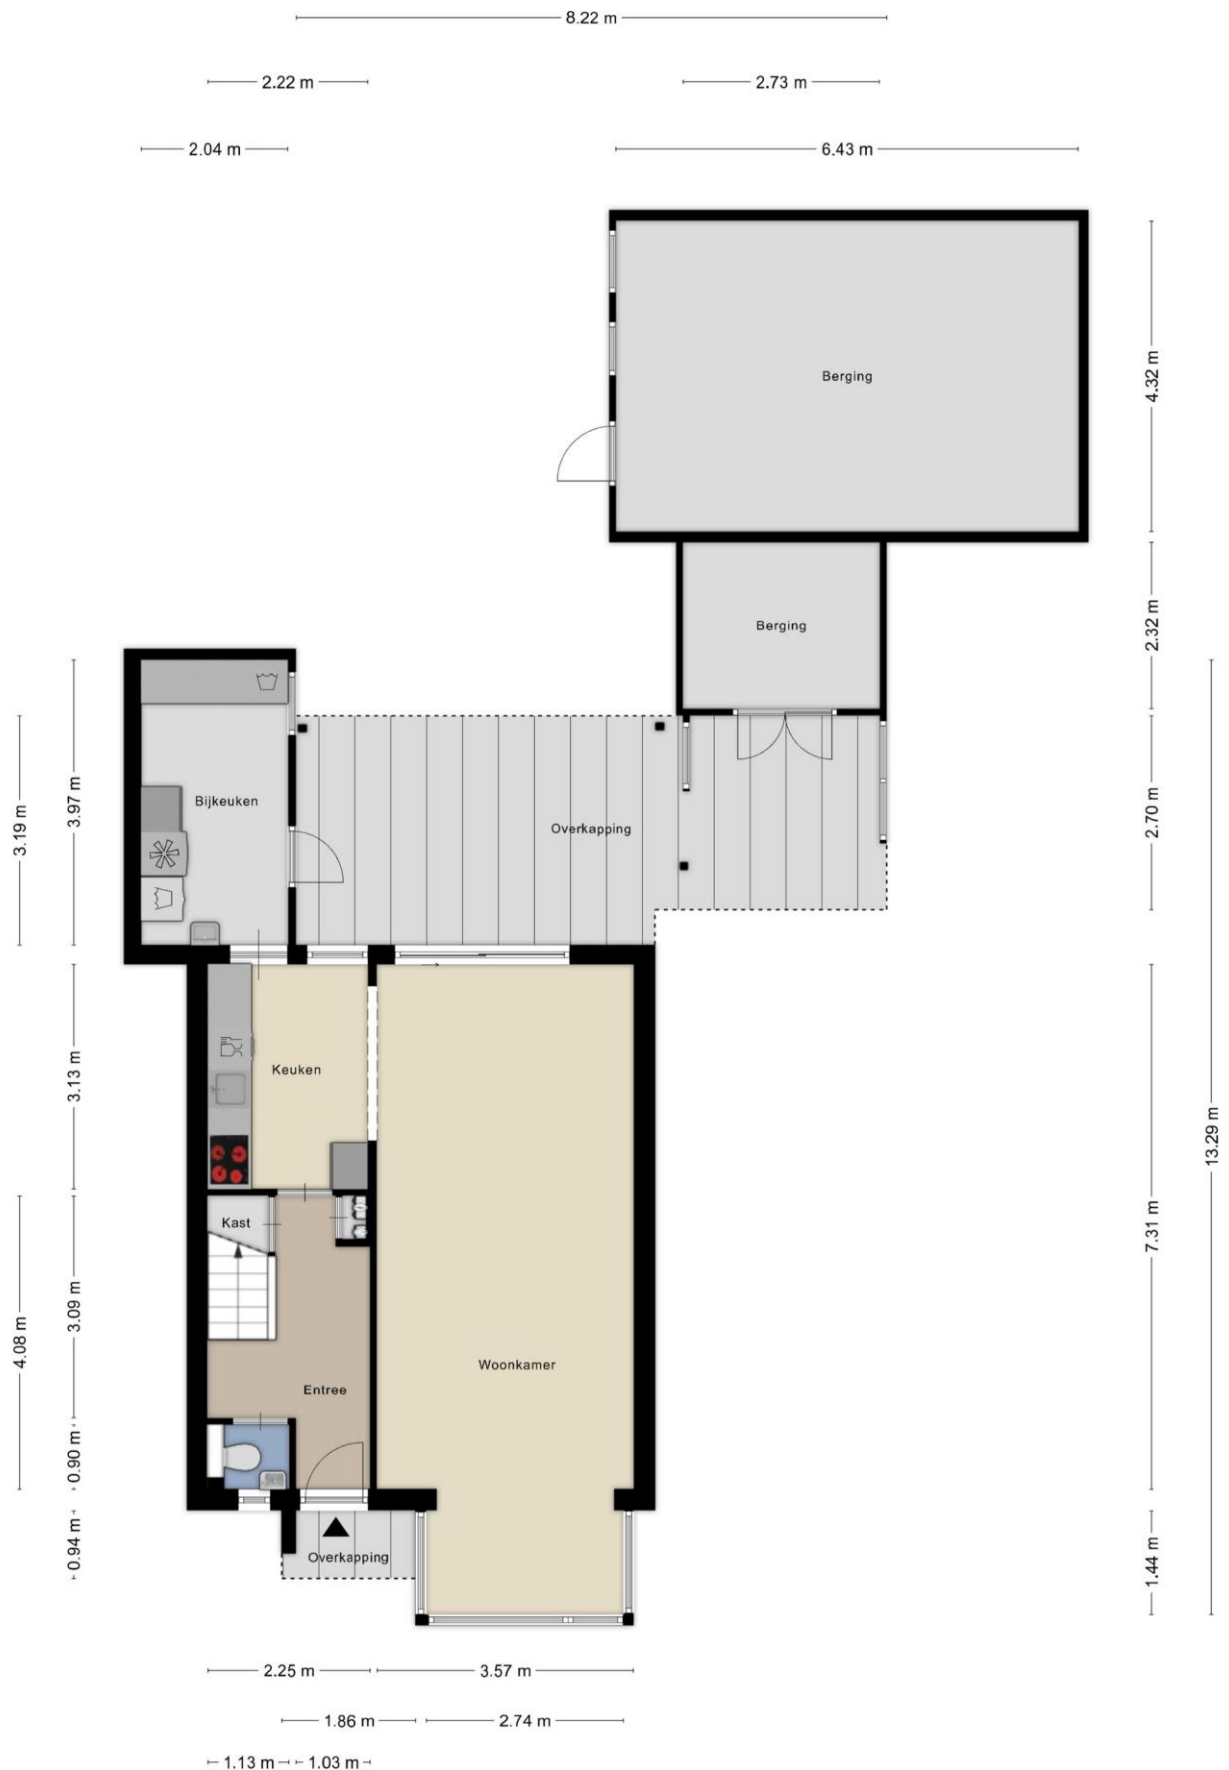 8.22 m
2.22 m
2.73 m
2.04 m
6.43 m
4.32 m
Berging
2.32 m
Berging
3.97 m
3.19 m
Bijkeuken
Overkapping
2.70 m
3.13 m
Keuken
13.29 m
7.31 m
Kast
3.09 m
4.08 m
Woonkamer
Entree
0.90 m
0.94 m
Overkapping
1.44 m
2.25 m
3.57 m
1.86 m
2.74 m
1.13 m
1.03 m